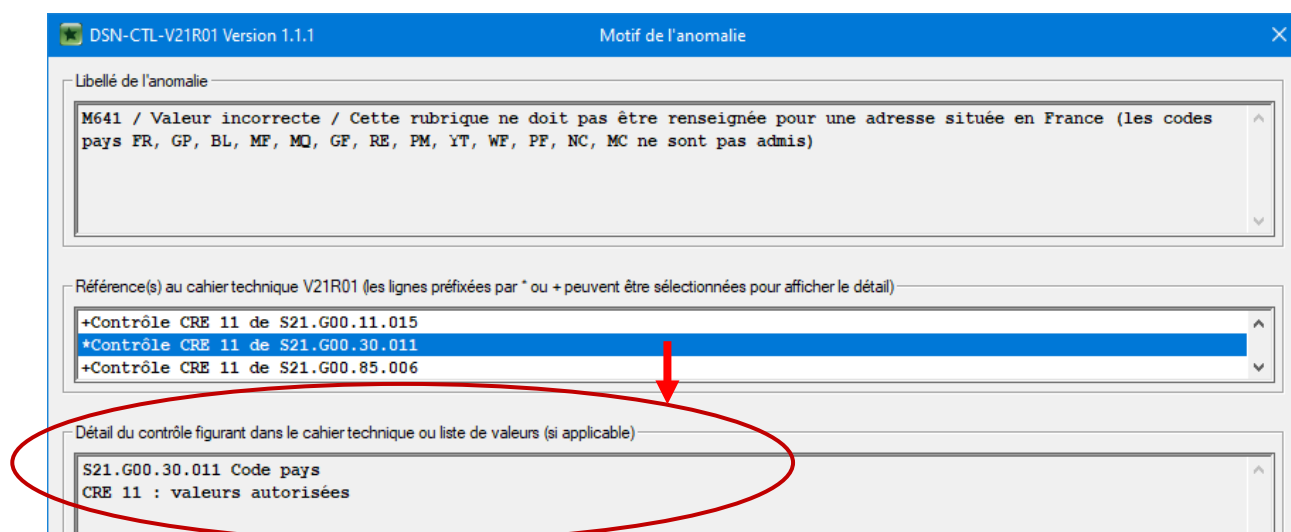 DSN-CTL-V21R01 Version 1.1.1 Motif de l'anomalie
Libellé de l'anomalie
M641 / Valeur incorrecte / Cette rubrique ne doit pas être renseignée pour une adresse située en France (les codes
pays FR, GP, BL, MF, MQ, GF, RE, PM, YT, WF, PF, NC, MC ne sont pas admis)
Référence(s) au cahier technique V21R01 (les lignes préfixées par * ou + peuvent être sélectionnées pour afficher le détail)
+Contrôle CRE 11 de S21.G00.11.015
*Contrôle CRE 11 de S21.G00.30.011
+Contrôle CRE 11 de S21.G00.85.006
Détail du contrôle figurant dans le cahier technique ou liste de valeurs (si applicable)
S21.G00.30.011 Code pays
CRE 11 : valeurs autorisées